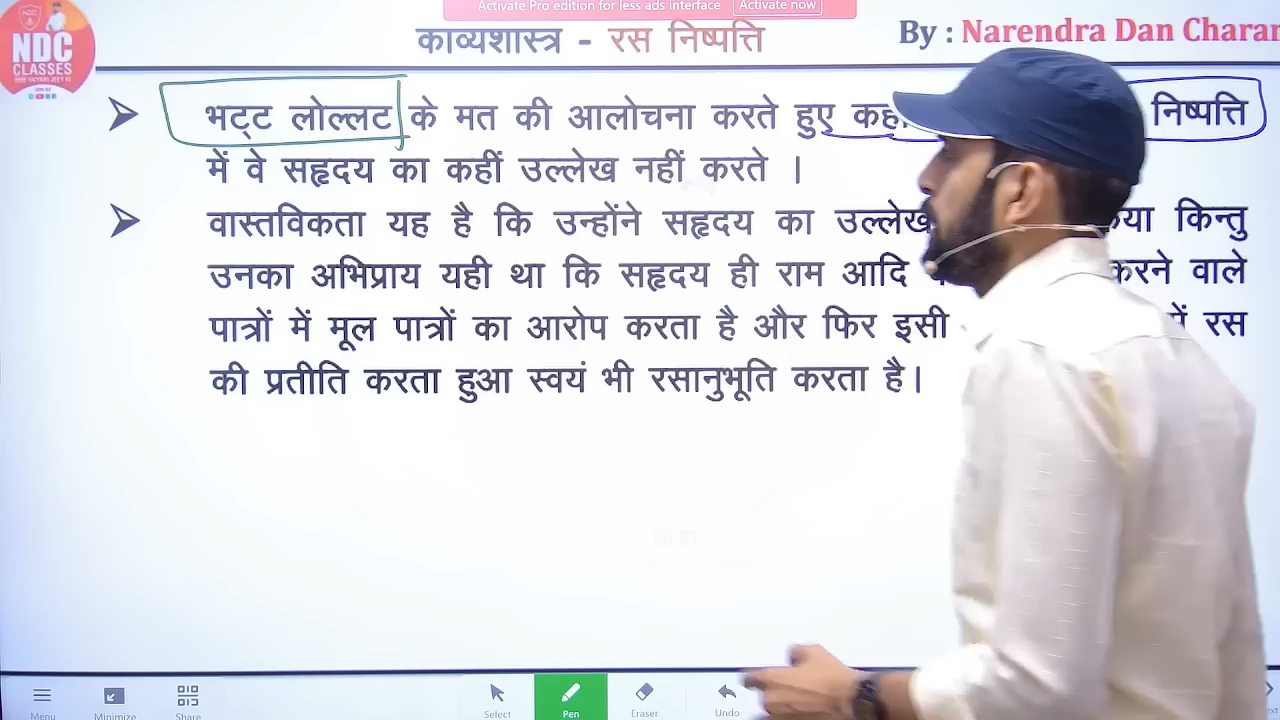 Activate Pro edition for less ads interface Activate now
काव्यशास्त्र - रस निष्पत्ति
By : Narendra Dan Charan
NDC
CLASSES
भट्ट लोल्लट के मत की आलोचना करते हुए कहा निष्पत्ति
में वे सहृदय का कहीं उल्लेख नहीं करते ।
वास्तविकता यह है कि उन्होंने सहृदय का उल्लेख किन्तु
उनका अभिप्राय यही था कि सहृदय ही राम आदि करने वाले
पात्रों में मूल पात्रों का आरोप करता है और फिर इसी रस
की प्रतीति करता हुआ स्वयं भी रसानुभूति करता है।
Menu Minimize Share Select Pen Eraser Undo